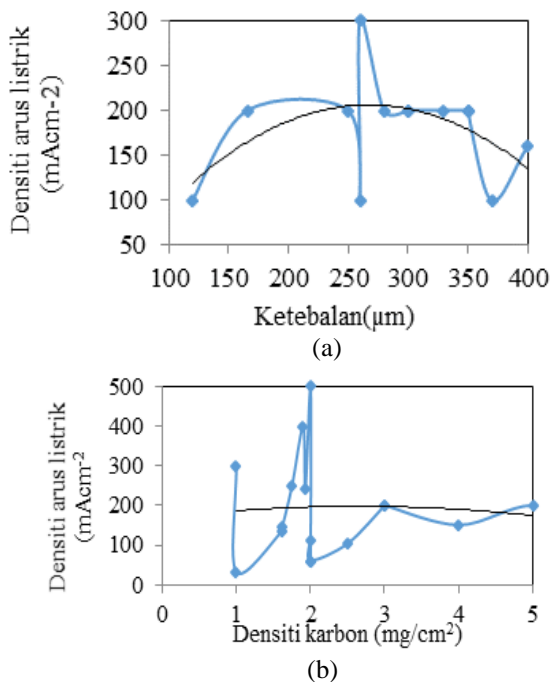 Densiti arus listrik
(mAcm-2)
300
250
200
150
100
50
100 150 200 250 300 350 400
Ketebalan(µm)
(a)
Densiti arus listrik
(mAcm-2
500
400
300
200
100
0
0 1 2 3 4 5
Densiti karbon (mg/cm2)
(b)